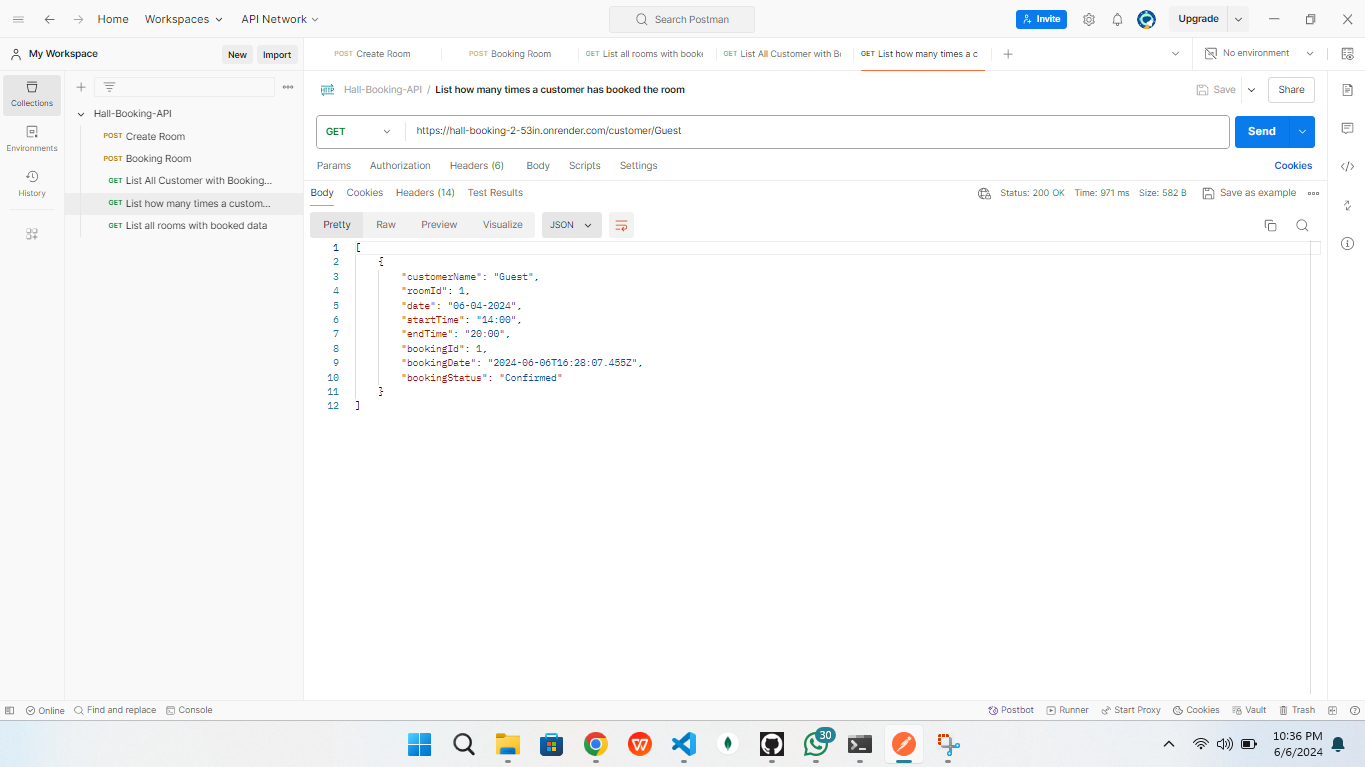 Home Workspaces API Network Search Postman Invite Upgrade
My Workspace New Import
POST Create Room POST Booking Room GET List all rooms with booke GET List All Customer with B GET List how many times a c No environment
Collections
Environments
History
Hall-Booking-API
POST Create Room
POST Booking Room
GET List All Customer with Booking...
GET List how many times a custom...
GET List all rooms with booked data
HTTP Hall-Booking-API / List how many times a customer has booked the room Save Share
GET https://hall-booking-2-53in.onrender.com/customer/Guest Send
Params Authorization Headers (6) Body Scripts Settings Cookies
Body Cookies Headers (14) Test Results Status: 200 OK Time: 971 ms Size: 582 B Save as example
Pretty Raw Preview Visualize JSON
1 [
2 {
3 "customerName": "Guest",
4 "roomId": 1,
5 "date": "06-04-2024",
6 "startTime": "14:00",
7 "endTime": "20:00",
8 "bookingId": 1,
9 "bookingDate": "2024-06-06T16:28:07.455Z",
10 "bookingStatus": "Confirmed"
11 }
12 ]
Online Find and replace Console Postbot Runner Start Proxy Cookies Vault Trash
30
10:36 PM
6/6/2024